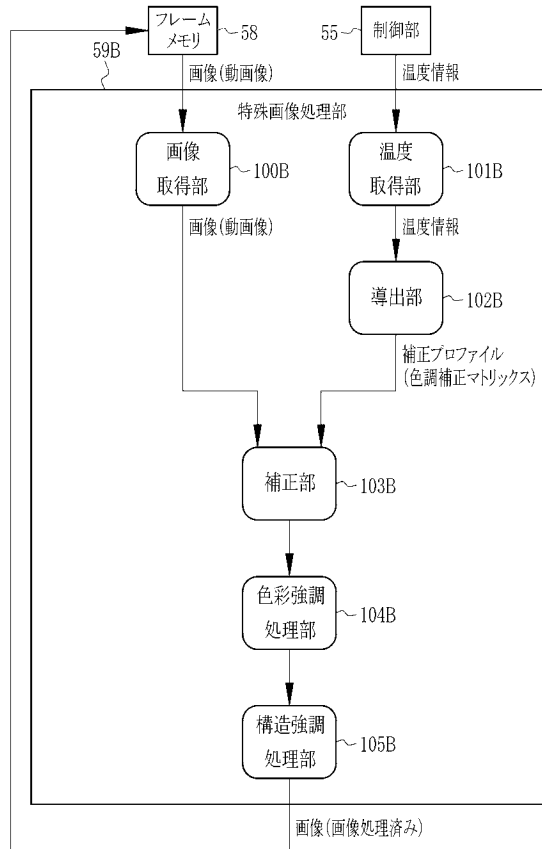 フレーム
メモリ
58
55
制御部
59B
画像(動画像)
温度情報
特殊画像処理部
画像
取得部
100B
温度
取得部
101B
画像(動画像)
温度情報
導出部
102B
補正プロファイル
(色調補正マトリックス)
補正部
103B
色彩強調
処理部
104B
構造強調
処理部
105B
画像(画像処理済み)